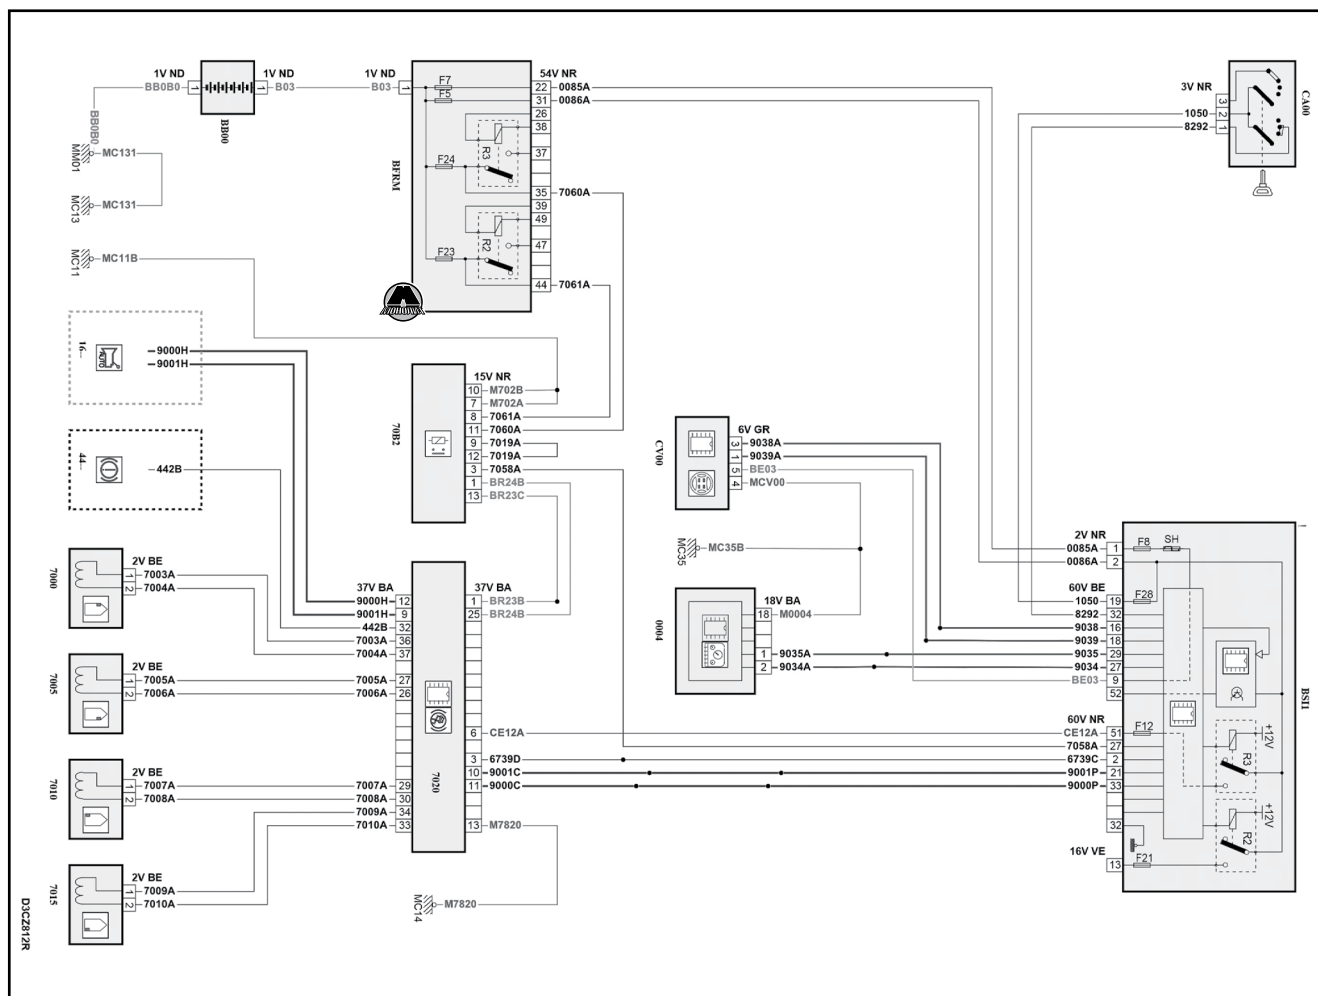 1V ND
BB0B0 1
BB00
1V ND
1 B03
1V ND
B03 1
BFRM
F7
F5
R3
F24
R2
F23
54V NR
22 0085A
31 0086A
26
38
37
35 7060A
39
49
47
44 7061A
CA00
3V NR
3
1050 2
8292 1
BB0B0
MM01 MC131
MC13 MC131
MC11 MC11B
16--
AUTO
9000H
9001H
44--
442B
70B2
15V NR
10 M702B
7 M702A
8 7061A
11 7060A
9 7019A
12 7019A
3 7058A
1 BR24B
13 BR23C
CV00
6V GR
3 9038A
1 9039A
5 BE03
4 MCV00
MC35 MC35B
0004
18V BA
18 M0004
1 9035A
2 9034A
7000
2V BE
1 7003A
2 7004A
7005
2V BE
1 7005A
2 7006A
7010
2V BE
1 7007A
2 7008A
7015
2V BE
1 7009A
2 7010A
37V BA
9000H 12
9001H 9
442B 32
7003A 36
7004A 37
7005A 27
7006A 26
7007A 29
7008A 30
7009A 34
7010A 33
7020
37V BA
1 BR23B
25 BR24B
6 CE12A
3 6739D
10 9001C
11 9000C
13 M7820
MC14 M7820
BSI1
2V NR
0085A 1
0086A 2
F8
SH
60V BE
1050 19
F28
8292 32
9038 16
9039 18
9035 29
9034 27
BE03 9
52
60V NR
CE12A 51
F12
7058A 27
6739C 2
9001P 21
9000P 33
32
+12V
R3
+12V
R2
16V VE
13
F21
D3CZ812R